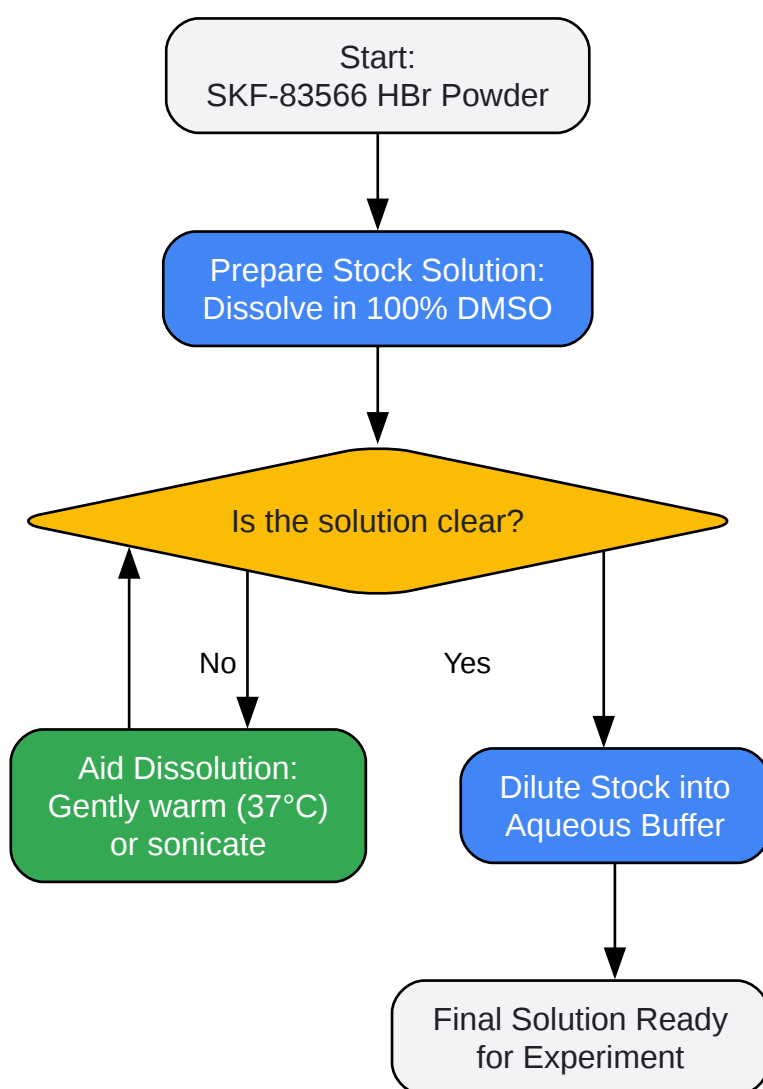 Start:
SKF-83566 HBr Powder
Prepare Stock Solution:
Dissolve in 100% DMSO
Is the solution clear?
No
Yes
Aid Dissolution:
Gently warm (37°C)
or sonicate
Dilute Stock into
Aqueous Buffer
Final Solution Ready
for Experiment